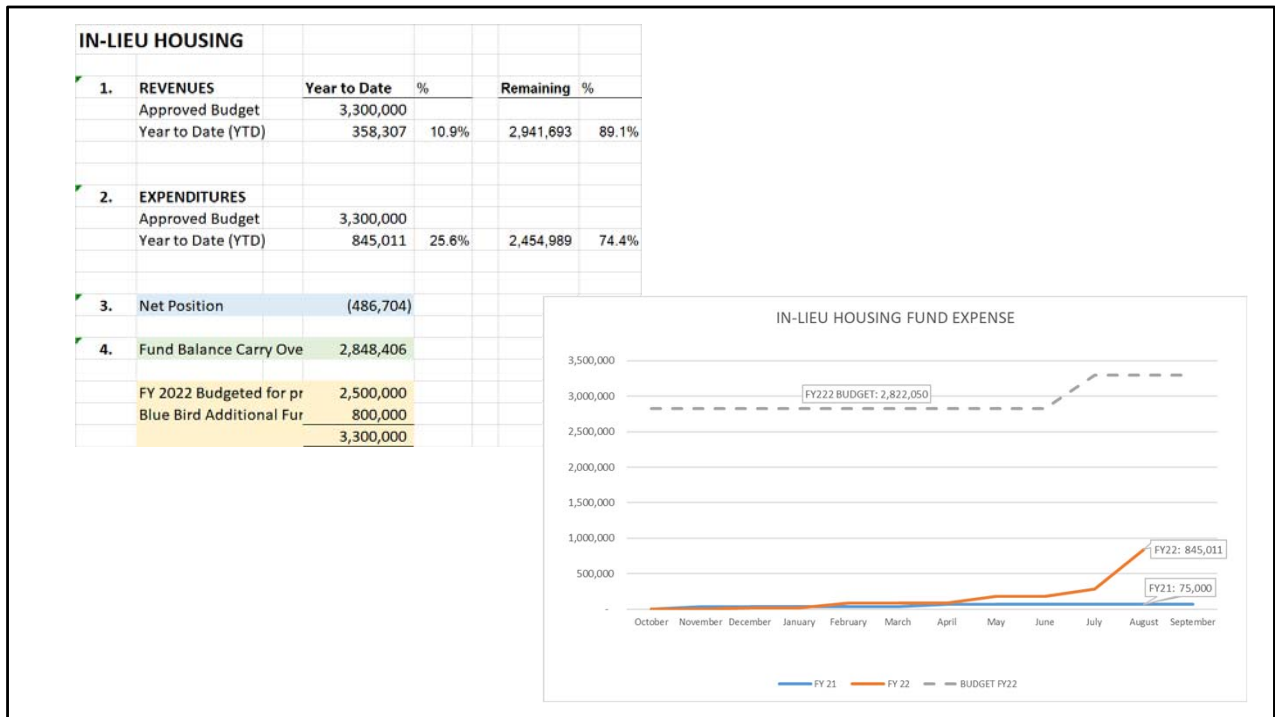 IN-LIEU HOUSING
1. REVENUES Year to Date % Remaining %
Approved Budget 3,300,000
Year to Date (YTD) 358,307 10.9% 2,941,693 89.1%
2. EXPENDITURES
Approved Budget 3,300,000
Year to Date (YTD) 845,011 25.6% 2,454,989 74.4%
3. Net Position (486,704)
4. Fund Balance Carry Ove 2,848,406
FY 2022 Budgeted for pr 2,500,000
Blue Bird Additional Fur 800,000
3,300,000
IN-LIEU HOUSING FUND EXPENSE
3,500,000
3,000,000
2,500,000
2,000,000
1,500,000
1,000,000
500,000
-
FY222 BUDGET: 2,822,050
FY22: 845,011
FY21: 75,000
October November December January February March April May June July August September
FY 21 FY 22 BUDGET FY22